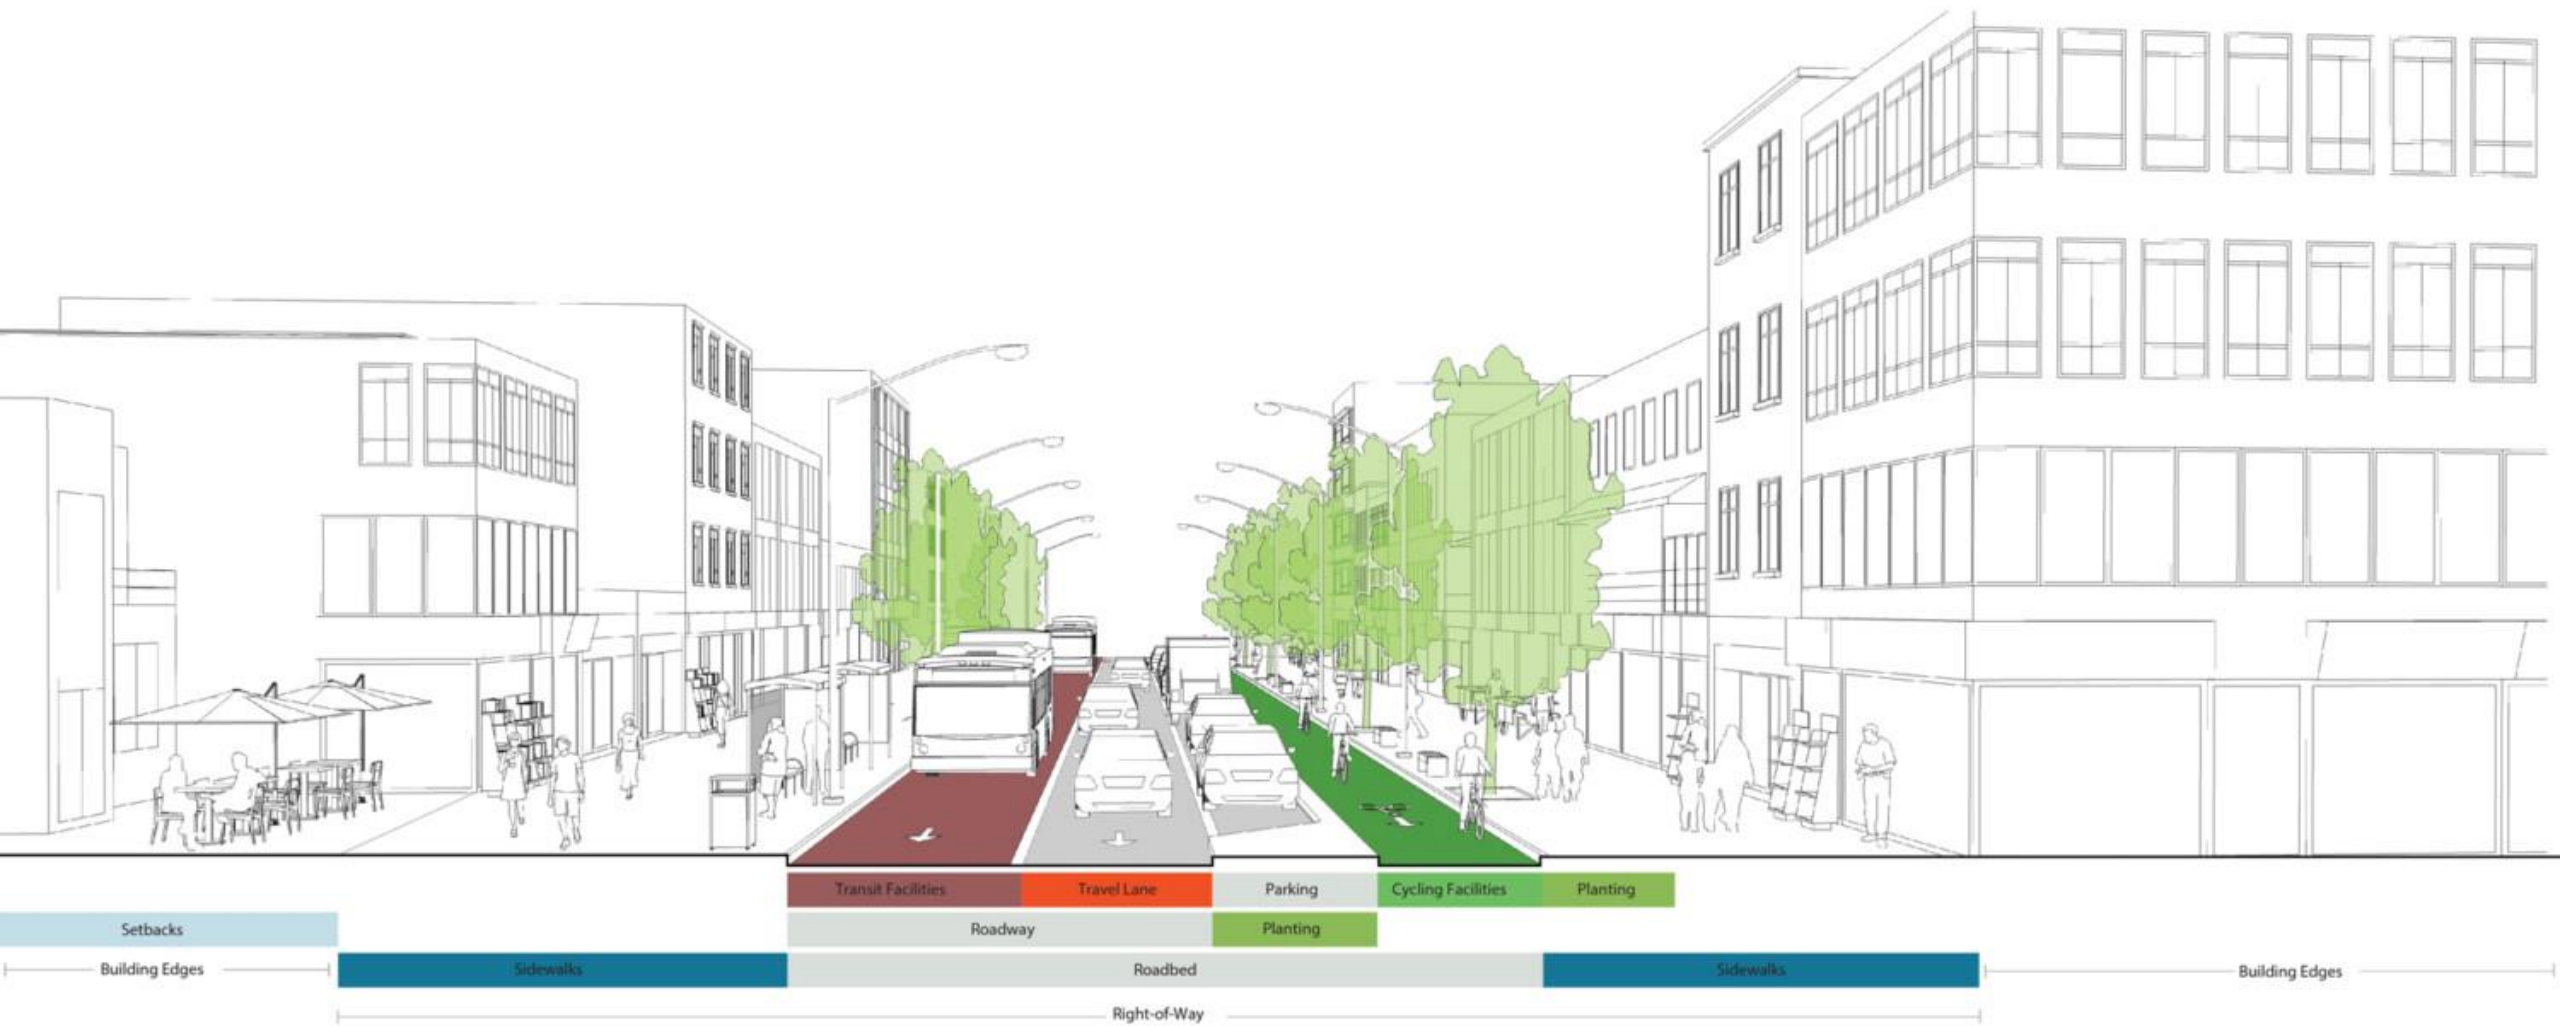 Transit Facilities
Travel Lane
Parking
Cycling Facilities
Planting
Setbacks
Roadway
Planting
Building Edges
Sidewalks
Roadbed
Sidewalks
Building Edges
Right-of-Way